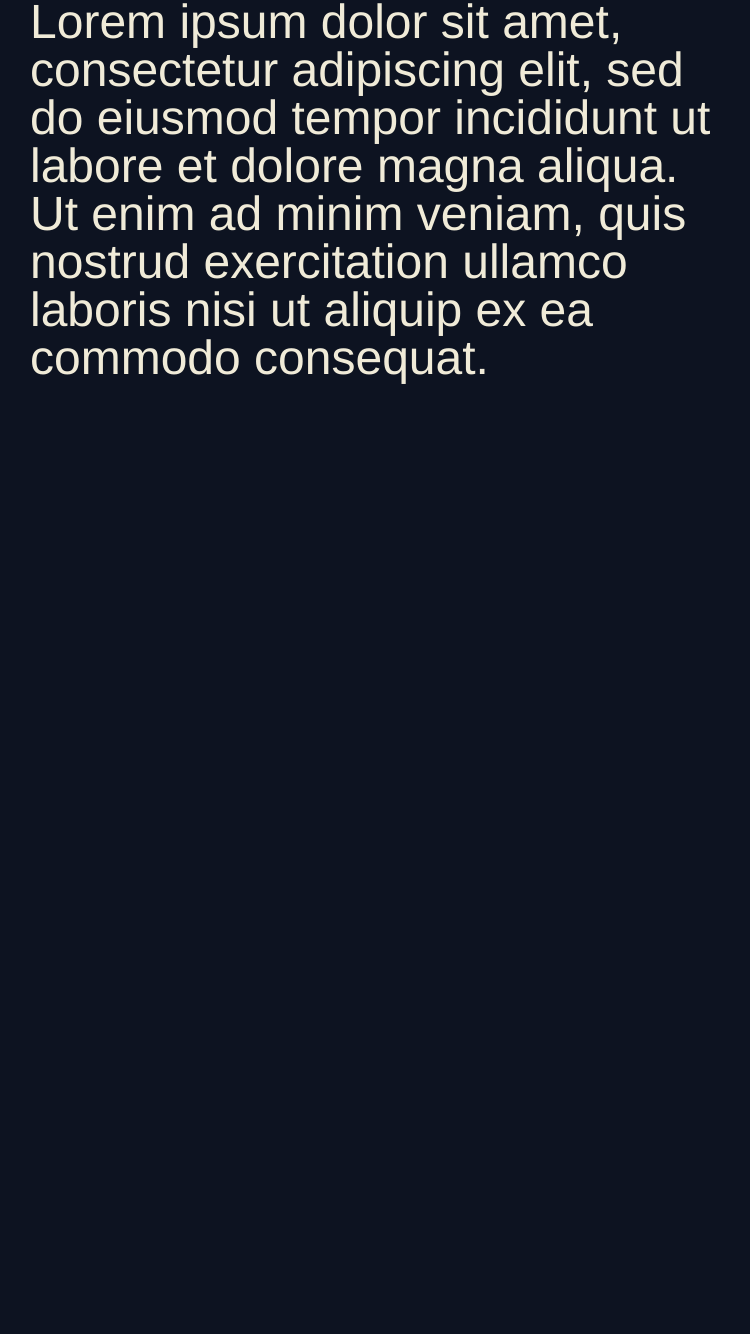 Lorem ipsum dolor sit amet,
consectetur adipiscing elit, sed
do eiusmod tempor incididunt ut
labore et dolore magna aliqua.
Ut enim ad minim veniam, quis
nostrud exercitation ullamco
laboris nisi ut aliquip ex ea
commodo consequat.